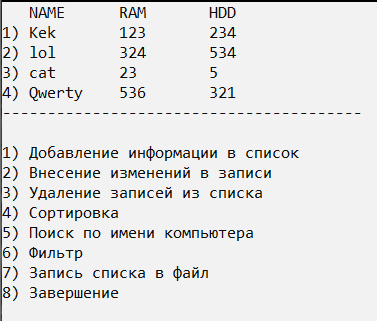 NAME RAM HDD
1) Kek 123 234
2) lol 324 534
3) cat 23 5
4) Qwerty 536 321
----------------------------------------
1) Добавление информации в список
2) Внесение изменений в записи
3) Удаление записей из списка
4) Сортировка
5) Поиск по имени компьютера
6) Фильтр
7) Запись списка в файл
8) Завершение